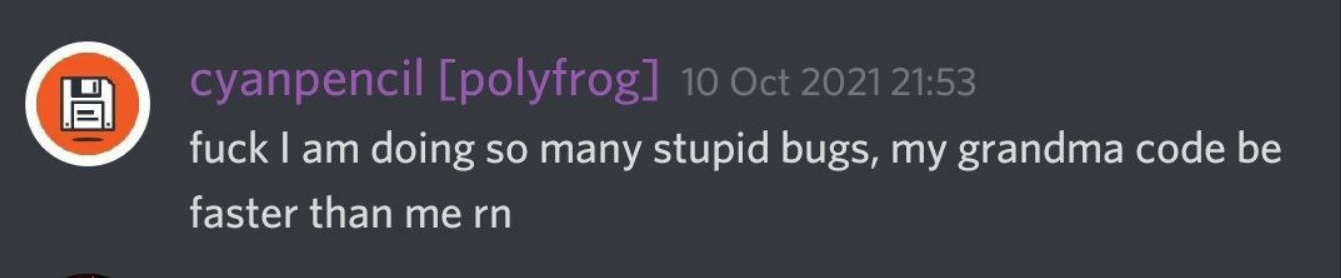 cyanpencil [polyfrog] 10 Oct 2021 21:53
fuck I am doing so many stupid bugs, my grandma code be
faster than me rn